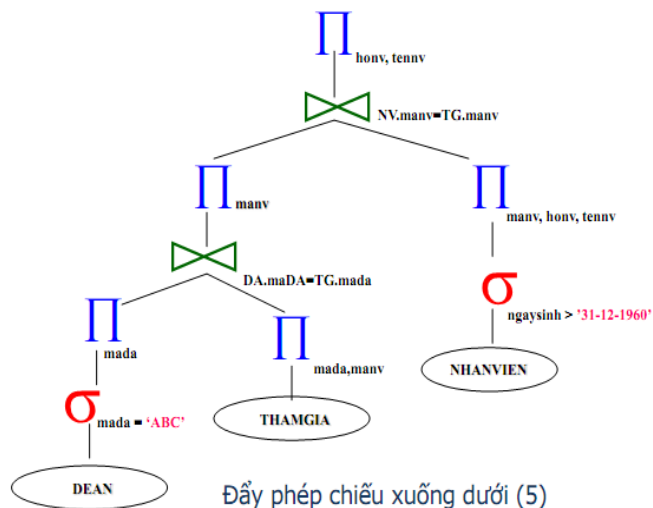 ∏ honv, tennv
NV.manv=TG.manv
∏ manv
∏ manv, honv, tennv
DA.maDA=TG.mada
σ ngaysinh > '31-12-1960'
∏ mada
∏ mada,manv
NHANVIEN
σ mada = ‘ABC’
THAMGIA
DEAN
Đẩy phép chiếu xuống dưới (5)